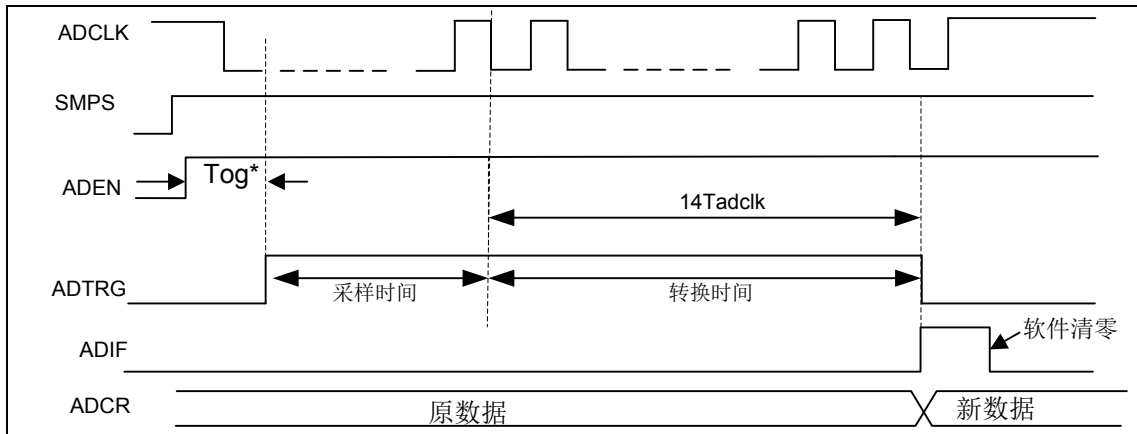 ADCLK
SMPS
ADEN
Tog*
14Tadclk
ADTRG
采样时间
转换时间
ADIF
软件清零
ADCR
原数据
新数据